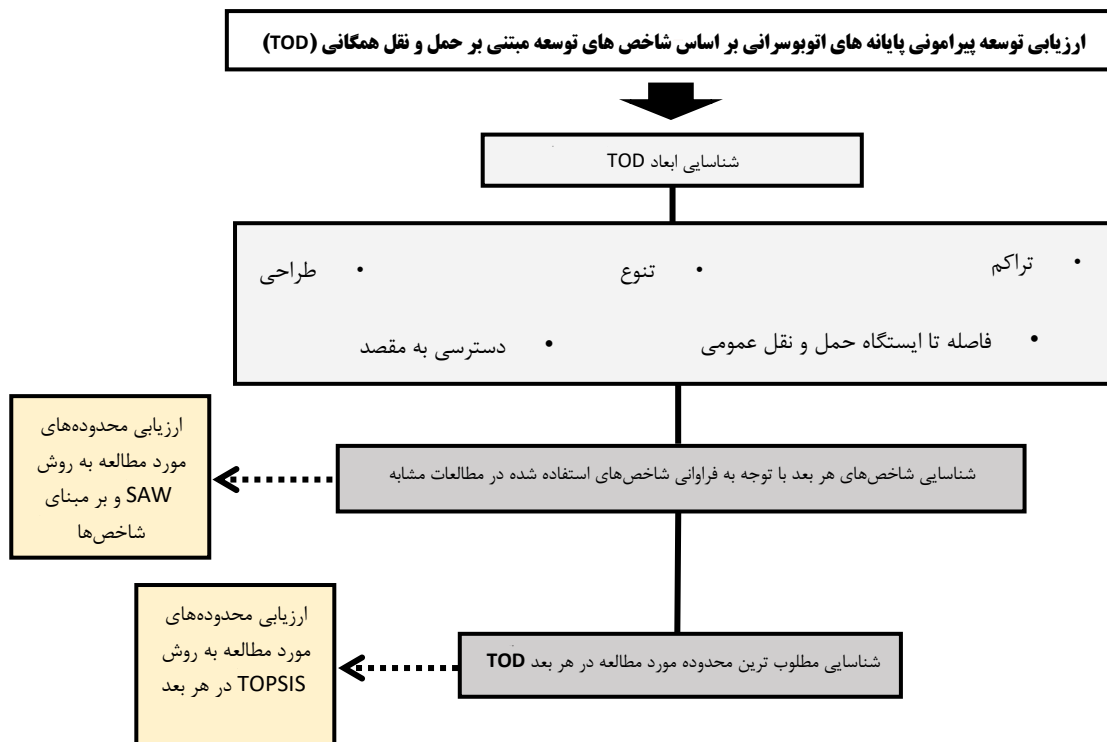 ارزیابی توسعه پیرامونی پایانه های اتوبوسرانی بر اساس شاخص های توسعه مبتنی بر حمل و نقل همگانی (TOD)
شناسایی ابعاد TOD
• تراکم • تنوع • طراحی
• فاصله تا ایستگاه حمل و نقل عمومی • دسترسی به مقصد
شناسایی شاخص‌های هر بعد با توجه به فراوانی شاخص‌های استفاده شده در مطالعات مشابه
ارزیابی محدوده‌های
مورد مطالعه به روش
SAW و بر مبنای
شاخص‌ها
شناسایی مطلوب ترین محدوده مورد مطالعه در هر بعد TOD
ارزیابی محدوده‌های
مورد مطالعه به روش
TOPSIS در هر بعد